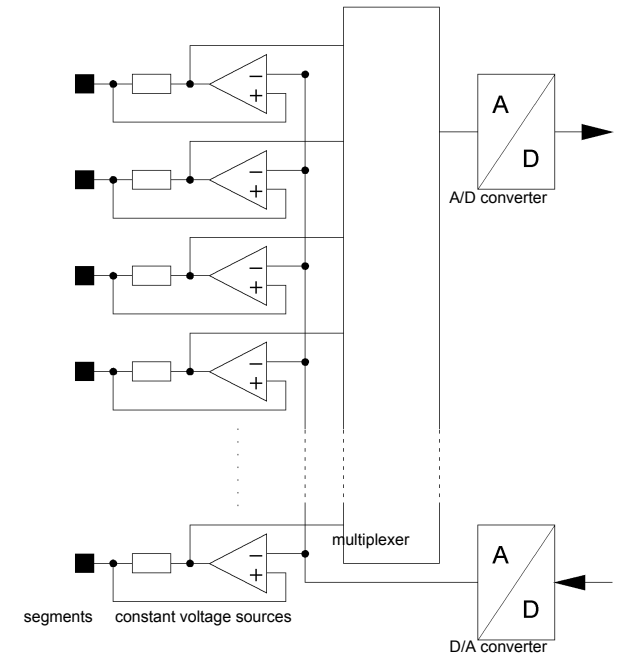 −
+
A
D
A/D converter
−
+
−
+
−
+
multiplexer
−
+
A
D
segments
constant voltage sources
D/A converter